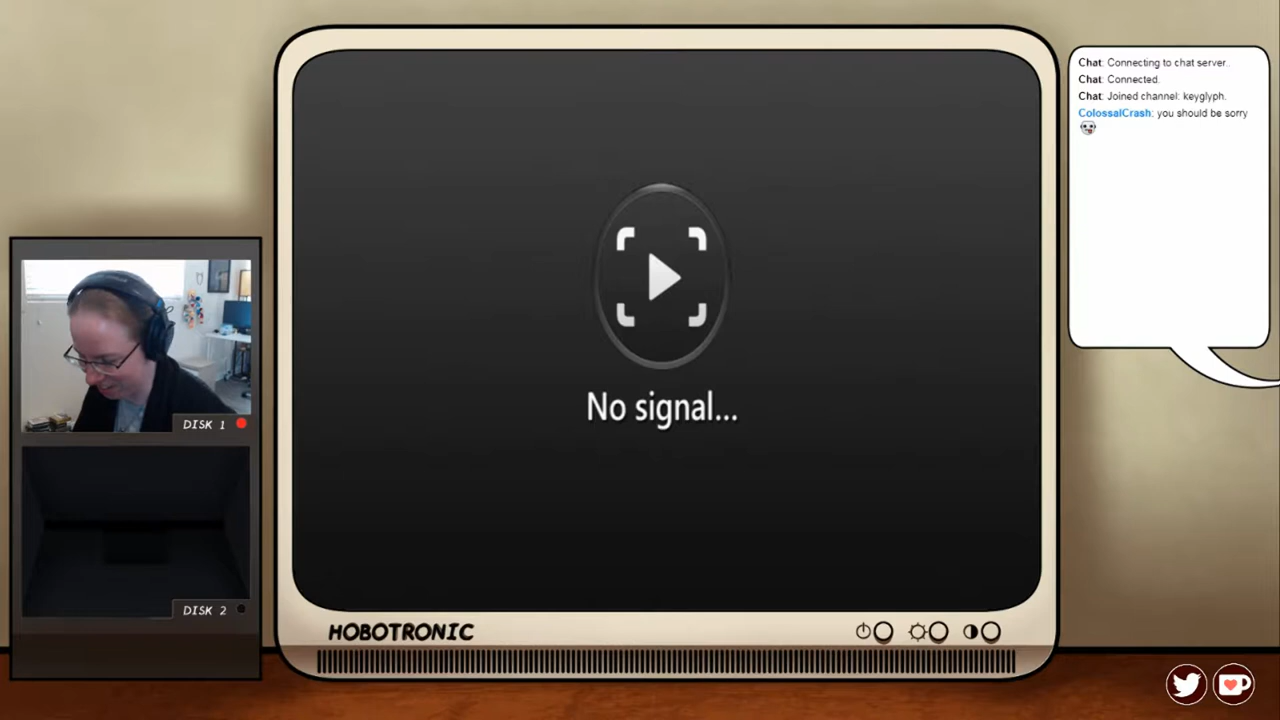 Chat: Connecting to chat server..
Chat: Connected.
Chat: Joined channel: keyglyph.
ColossalCrash: you should be sorry
No signal...
DISK 1
DISK 2
HOBOTRONIC